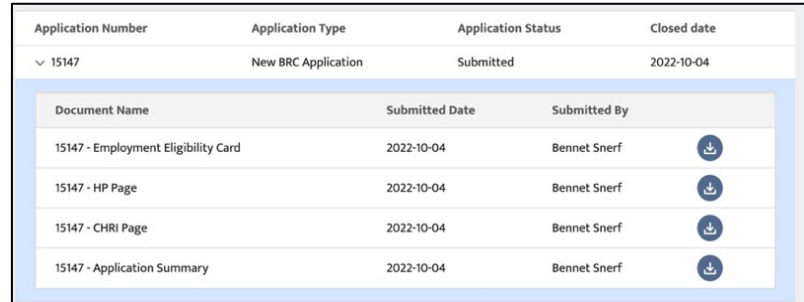 Application Number Application Type Application Status Closed date
15147 New BRC Application Submitted 2022-10-04
Document Name Submitted Date Submitted By
15147 - Employment Eligibility Card 2022-10-04 Bennet Snerf
15147 - HP Page 2022-10-04 Bennet Snerf
15147 - CHRI Page 2022-10-04 Bennet Snerf
15147 - Application Summary 2022-10-04 Bennet Snerf